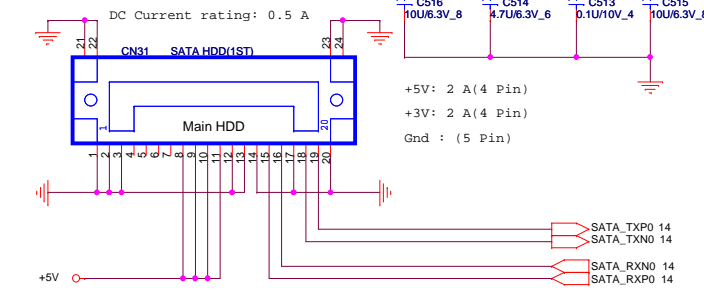 DC Current rating: 0.5 A
C516
10U/6.3V_8
C514
4.7U/6.3V_6
C513
0.1U/10V_4
C515
10U/6.3V_8
21
22
23
24
CN31 SATA HDD(1ST)
+5V: 2 A(4 Pin)
+3V: 2 A(4 Pin)
Gnd : (5 Pin)
1
20
Main HDD
1
2
3
4
5
6
7
8
9
10
11
12
13
14
15
16
17
18
19
20
SATA_TXP0 14
SATA_TXN0 14
SATA_RXN0 14
SATA_RXP0 14
+5V